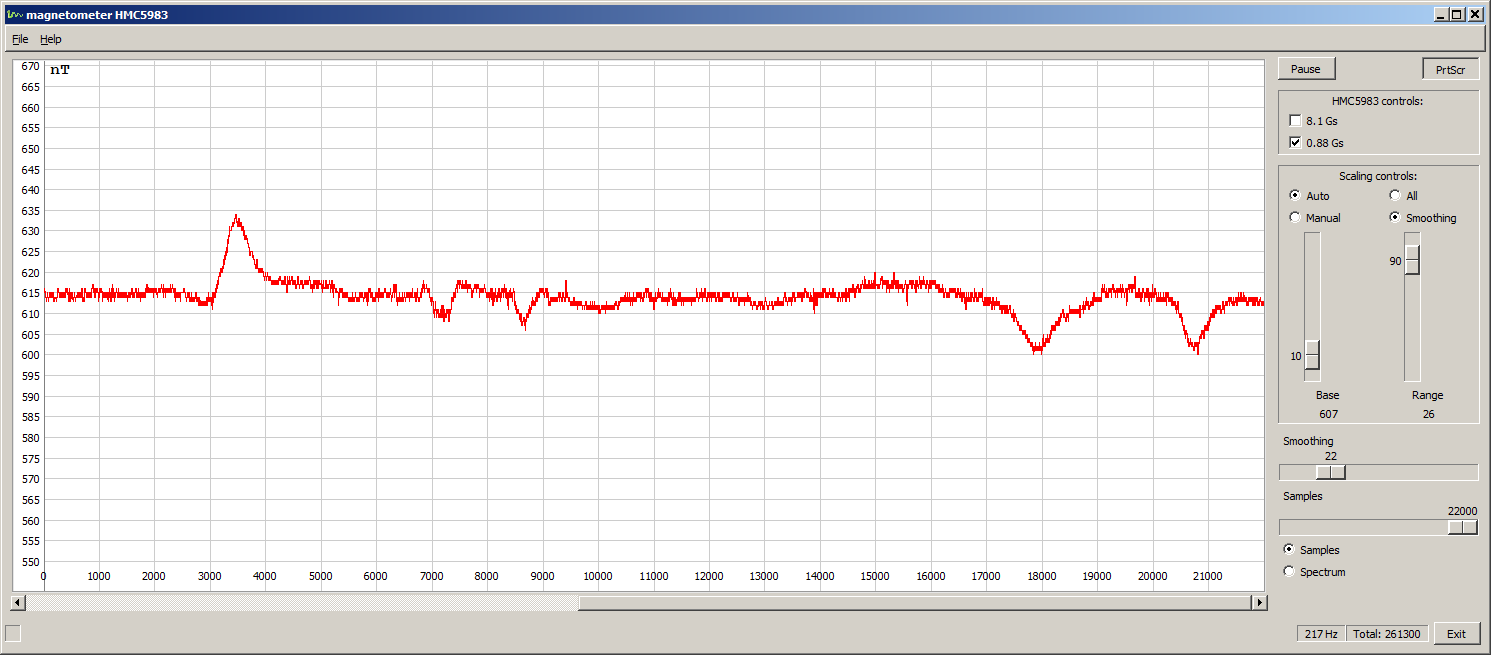 magnetometer HMC5983
File Help
nT
670
665
660
655
650
645
640
635
630
625
620
615
610
605
600
595
590
585
580
575
570
565
560
555
550
0 1000 2000 3000 4000 5000 6000 7000 8000 9000 10000 11000 12000 13000 14000 15000 16000 17000 18000 19000 20000 21000
Pause PrtScr
HMC5983 controls:
8.1 Gs
0.88 Gs
Scaling controls:
Auto All
Manual Smoothing
90
10
Base Range
607 26
Smoothing
22
Samples
22000
Samples
Spectrum
217 Hz Total: 261300 Exit